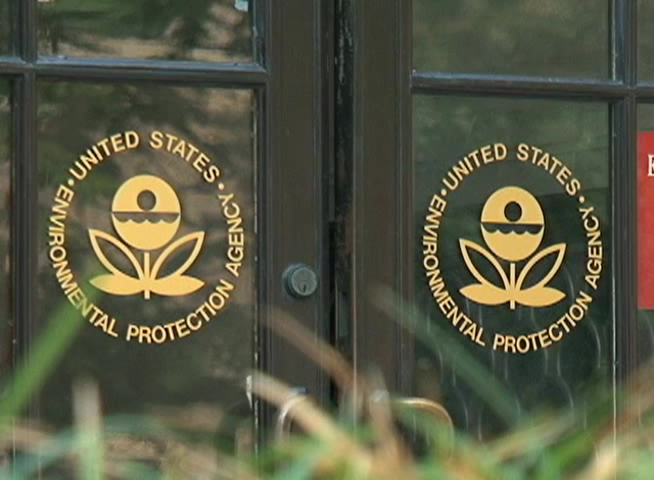 UNITED STATES
• ENVIRONMENTAL PROTECTION AGENCY •
UNITED STATES
• ENVIRONMENTAL PROTECTION AGENCY •
E